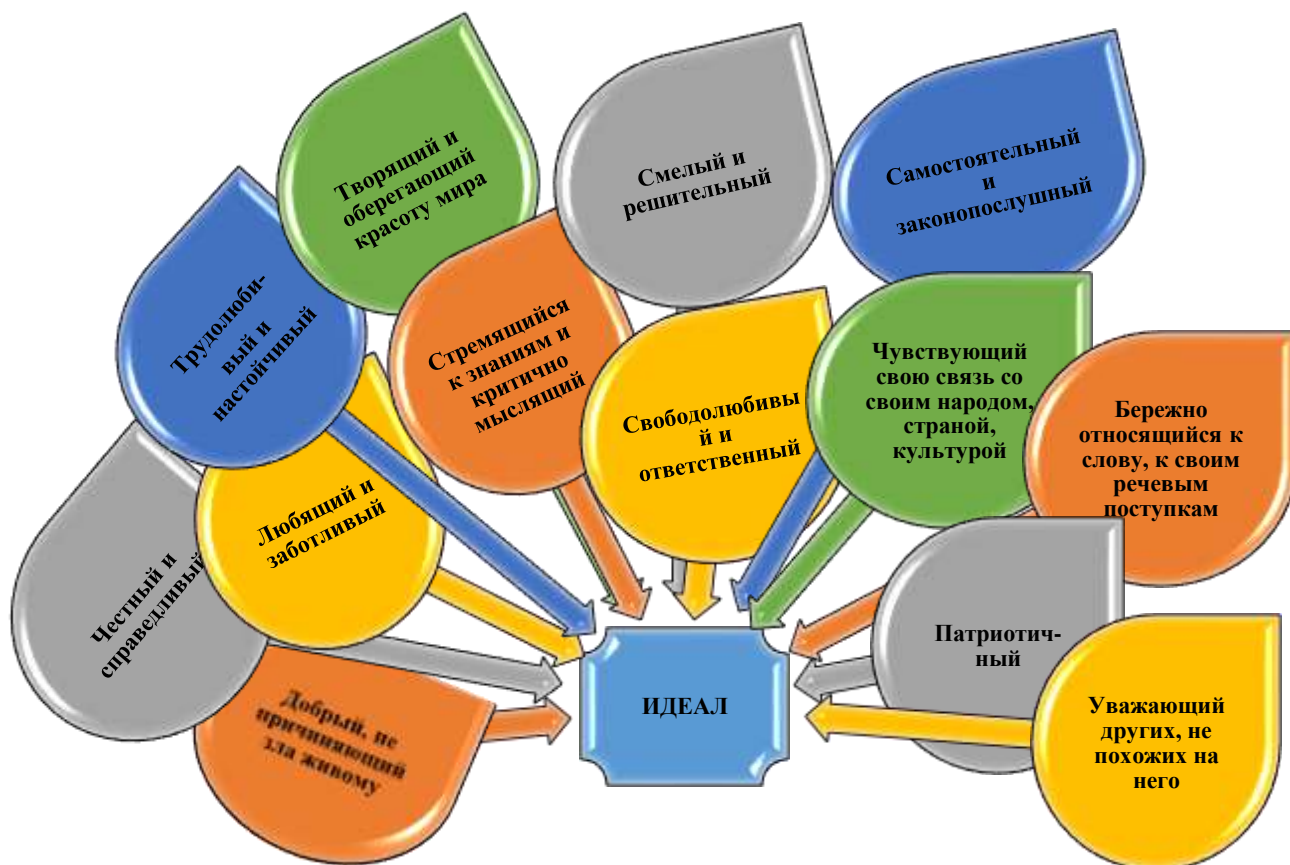 Творящий и
оберегающий
красоту мира
Смелый и
решительный
Самостоятельный
и
законопослушный
Трудолюби-
вый и
настойчивый
Стремящийся
к знаниям и
критично
мыслящий
Свободолюбивы
й и
ответственный
Чувствующий
свою связь со
своим народом,
страной,
культурой
Бережно
относящийся к
слову, к своим
речевым
поступкам
Любящий и
заботливый
Честный и
справедливый
Добрый, не
причиняющий
зла живому
ИДЕАЛ
Патриотич-
ный
Уважающий
других, не
похожих на
него